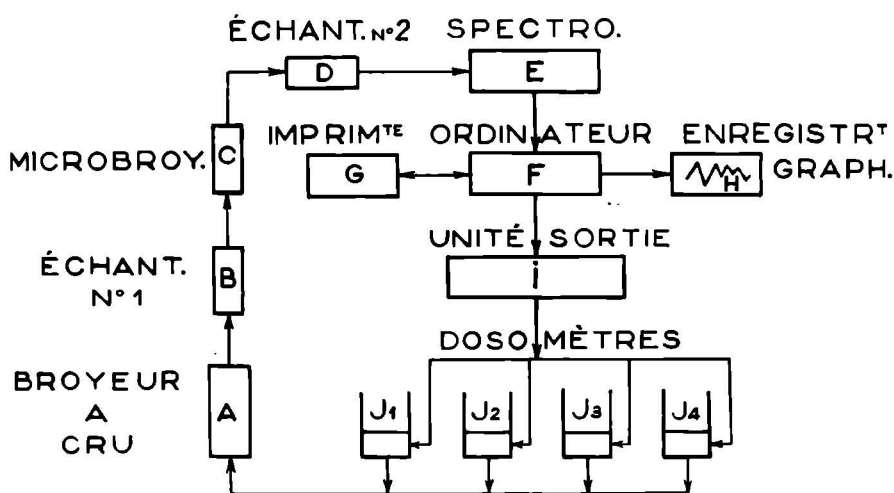 ÉCHANT. N°2 SPECTRO.
D E
IMPRIMTE ORDINATEUR ENREGISTRT
GRAPH.
MICROBROY. C G F H
UNITÉ SORTIE
ÉCHANT. B i
N°1
DOSOMÈTRES
BROYEUR
A
CRU
A J1 J2 J3 J4